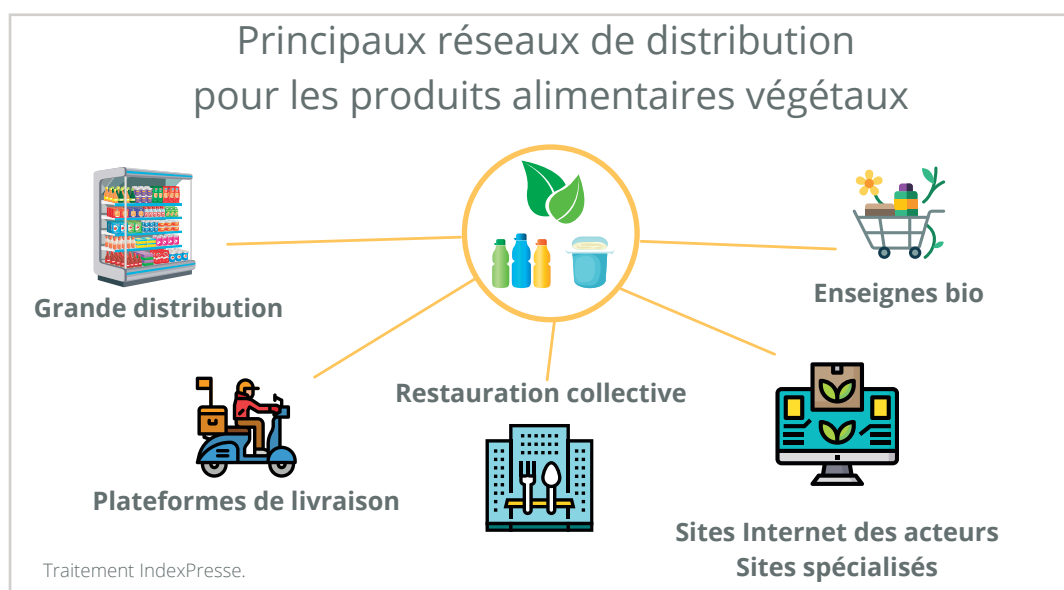 Principaux réseaux de distribution
pour les produits alimentaires végétaux
Grande distribution
Enseignes bio
Restauration collective
Plateformes de livraison
Sites Internet des acteurs
Sites spécialisés
Traitement IndexPresse.